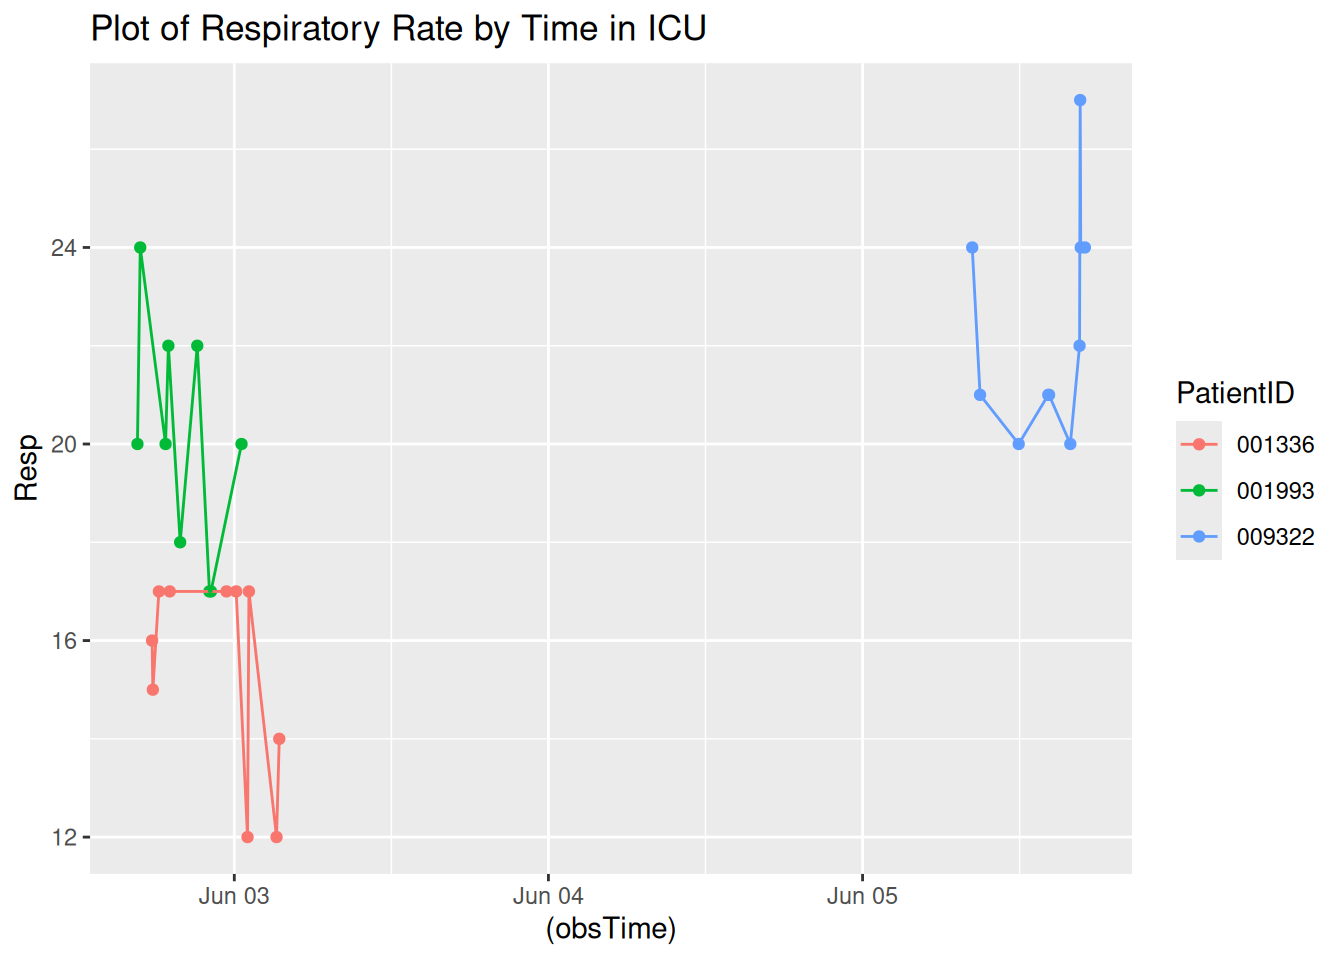 Plot of Respiratory Rate by Time in ICU
24
20
16
12
Resp
Jun 03
Jun 04
Jun 05
(obsTime)
PatientID
001336
001993
009322